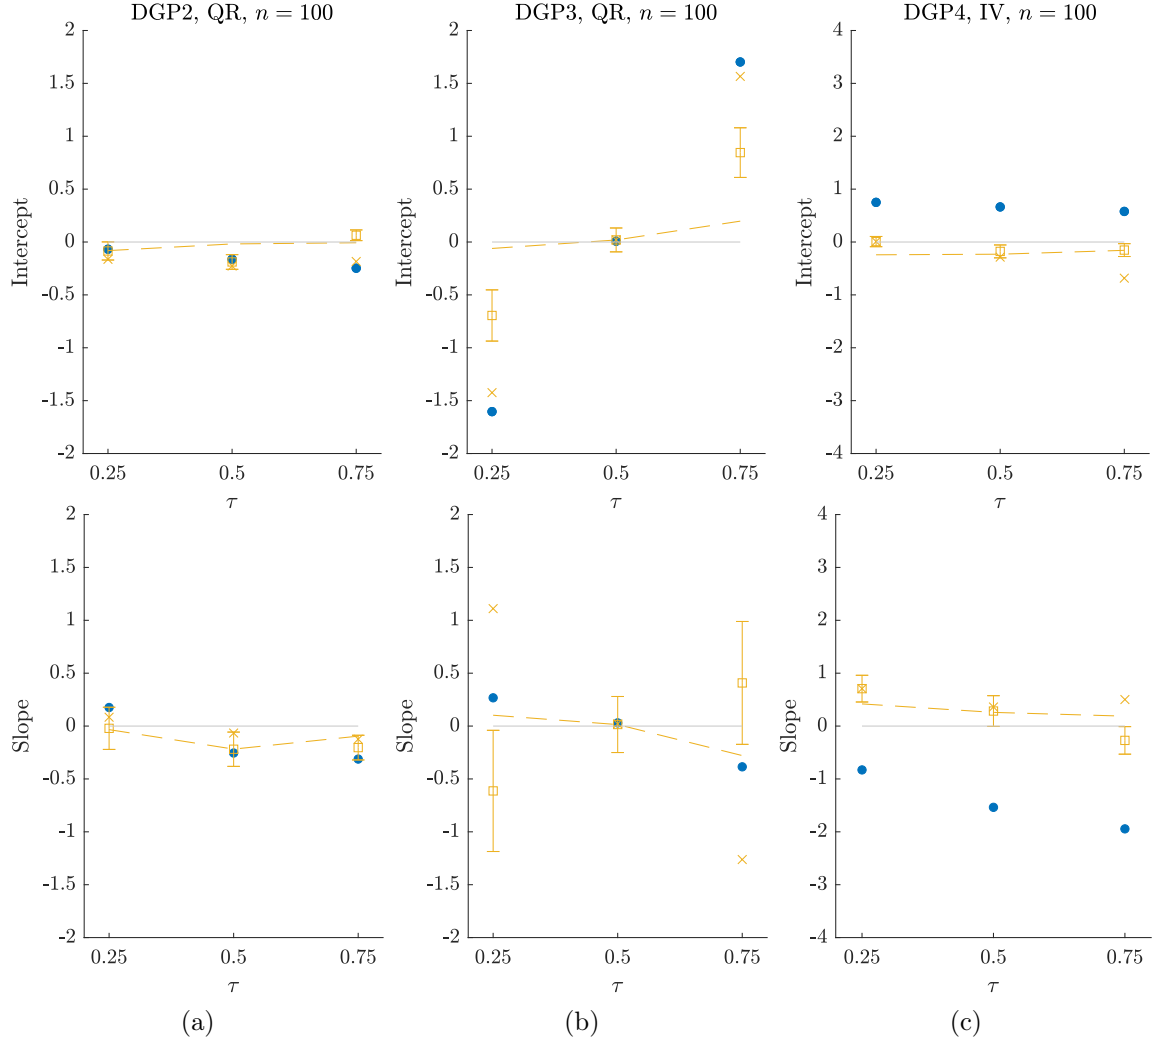 DGP2, QR, n = 100
DGP3, QR, n = 100
DGP4, IV, n = 100
2
1.5
1
0.5
0
-0.5
-1
-1.5
-2
Intercept
0.25 0.5 0.75
τ
2
1.5
1
0.5
0
-0.5
-1
-1.5
-2
Intercept
0.25 0.5 0.75
τ
4
3
2
1
0
-1
-2
-3
-4
Intercept
0.25 0.5 0.75
τ
2
1.5
1
0.5
0
-0.5
-1
-1.5
-2
Slope
0.25 0.5 0.75
τ
2
1.5
1
0.5
0
-0.5
-1
-1.5
-2
Slope
0.25 0.5 0.75
τ
4
3
2
1
0
-1
-2
-3
-4
Slope
0.25 0.5 0.75
τ
(a)
(b)
(c)